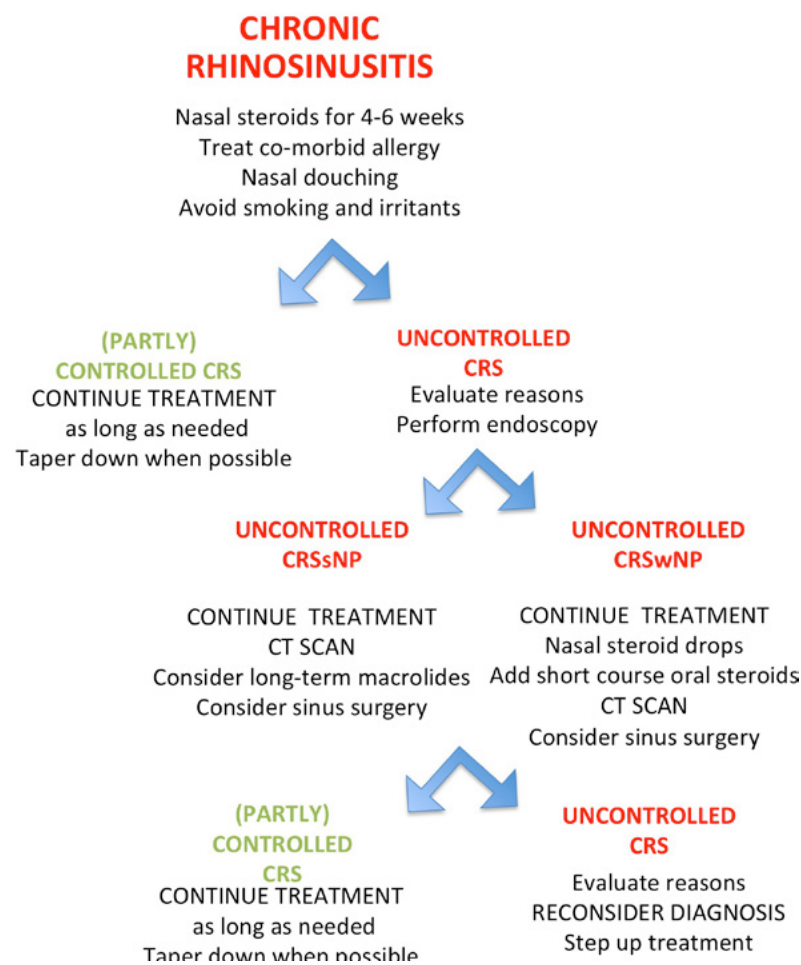 CHRONIC
RHINOSINUSITIS
Nasal steroids for 4-6 weeks
Treat co-morbid allergy
Nasal douching
Avoid smoking and irritants
(PARTLY)
CONTROLLED CRS
CONTINUE TREATMENT
as long as needed
Taper down when possible
UNCONTROLLED
CRS
Evaluate reasons
Perform endoscopy
UNCONTROLLED
CRSsNP
CONTINUE TREATMENT
CT SCAN
Consider long-term macrolides
Consider sinus surgery
UNCONTROLLED
CRSwNP
CONTINUE TREATMENT
Nasal steroid drops
Add short course oral steroids
CT SCAN
Consider sinus surgery
(PARTLY)
CONTROLLED
CRS
CONTINUE TREATMENT
as long as needed
Taper down when possible
UNCONTROLLED
CRS
Evaluate reasons
RECONSIDER DIAGNOSIS
Step up treatment